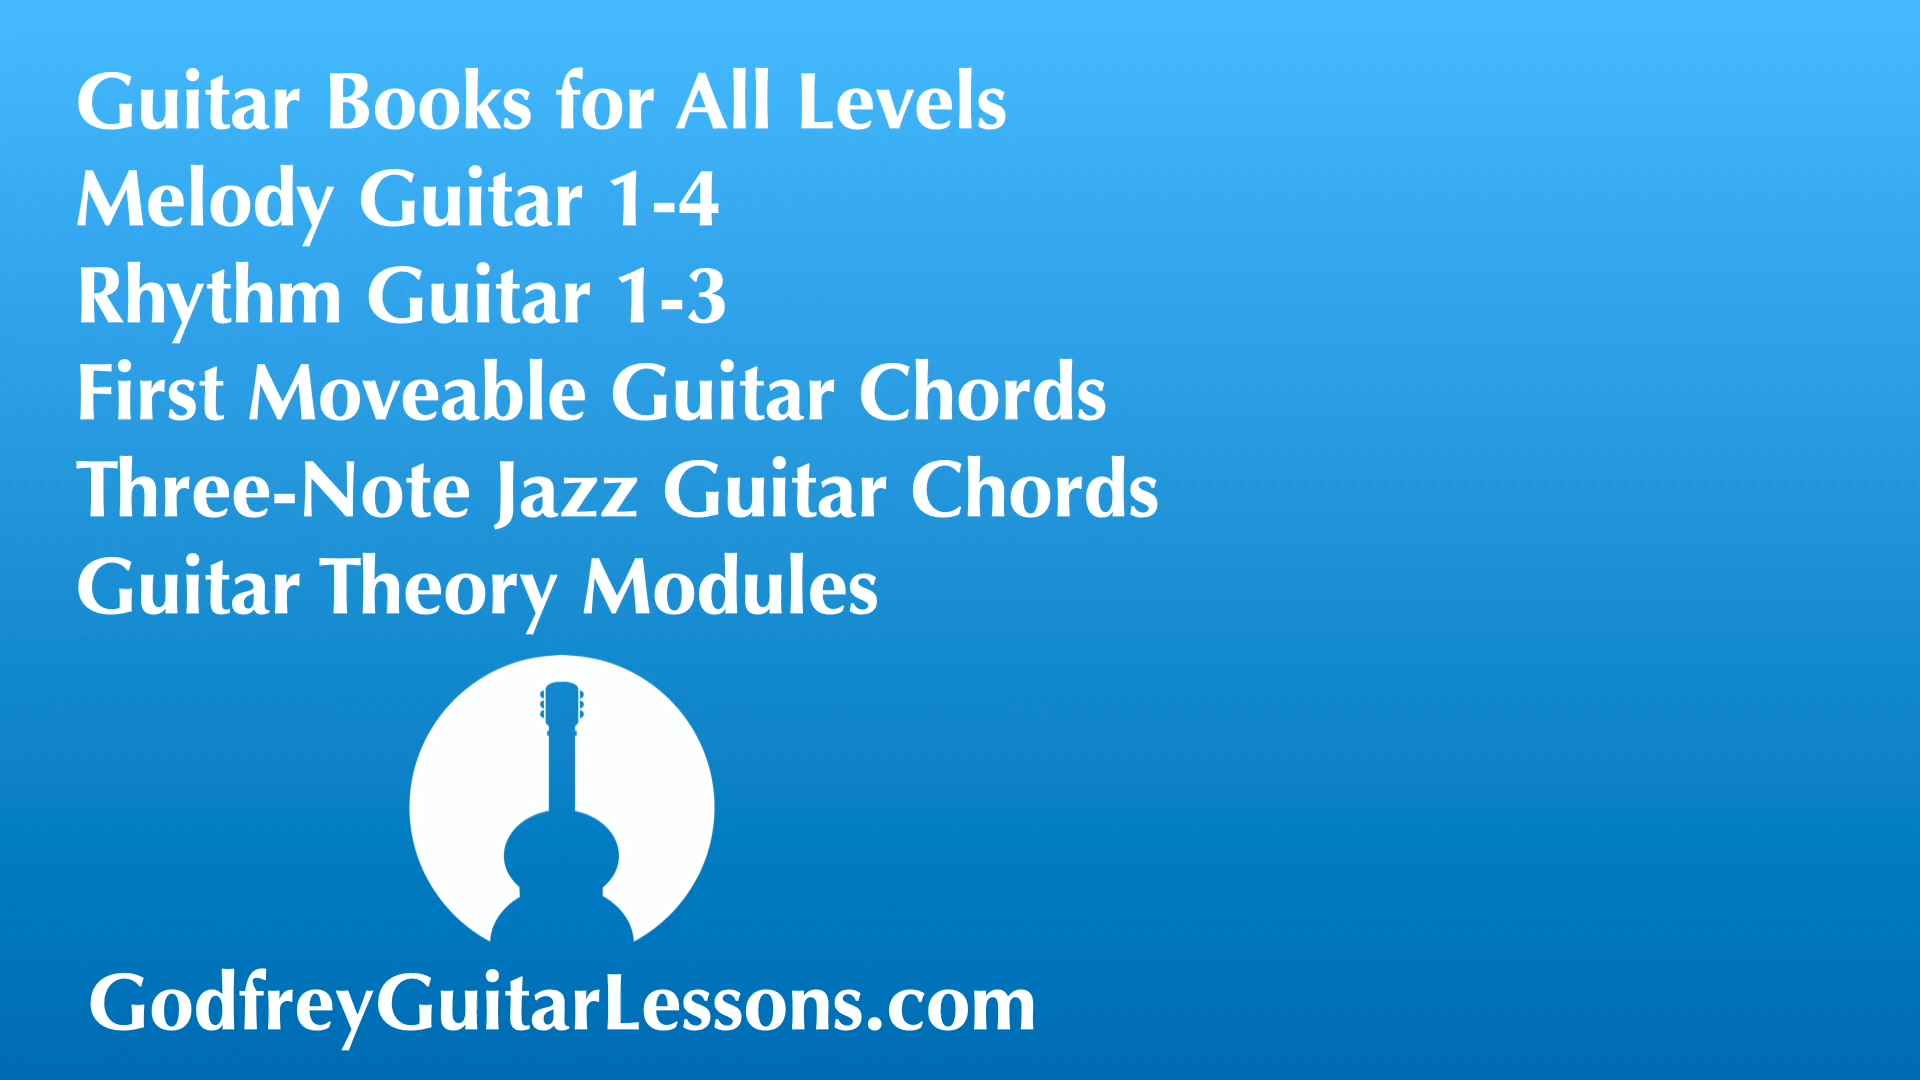 Guitar Books for All Levels
Melody Guitar 1-4
Rhythm Guitar 1-3
First Moveable Guitar Chords
Three-Note Jazz Guitar Chords
Guitar Theory Modules
GodfreyGuitarLessons.com